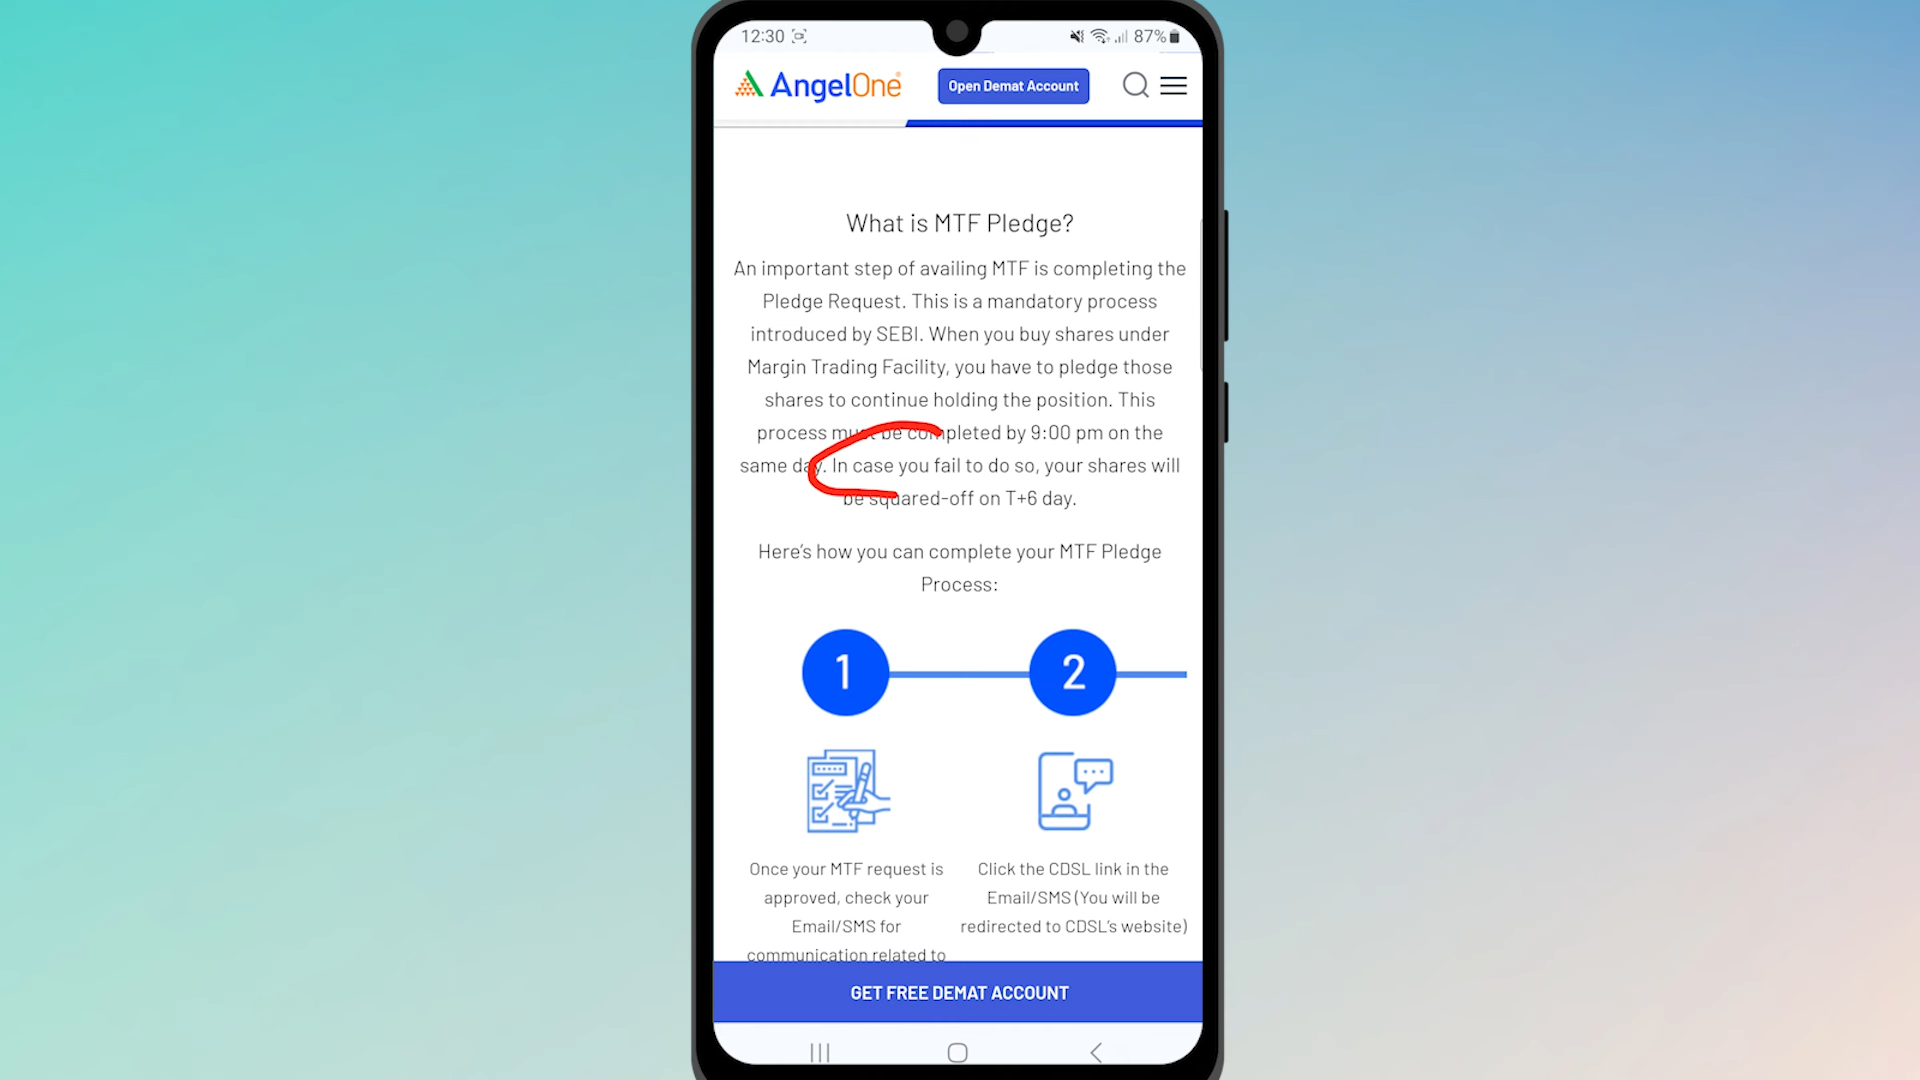 12:30 87%
AngelOne Open Demat Account
What is MTF Pledge?
An important step of availing MTF is completing the
Pledge Request. This is a mandatory process
introduced by SEBI. When you buy shares under
Margin Trading Facility, you have to pledge those
shares to continue holding the position. This
process must be completed by 9:00 pm on the
same day. In case you fail to do so, your shares will
be squared-off on T+6 day.
Here's how you can complete your MTF Pledge
Process:
1 2
Once your MTF request is
approved, check your
Email/SMS for
communication related to
Click the CDSL link in the
Email/SMS (You will be
redirected to CDSL's website)
GET FREE DEMAT ACCOUNT